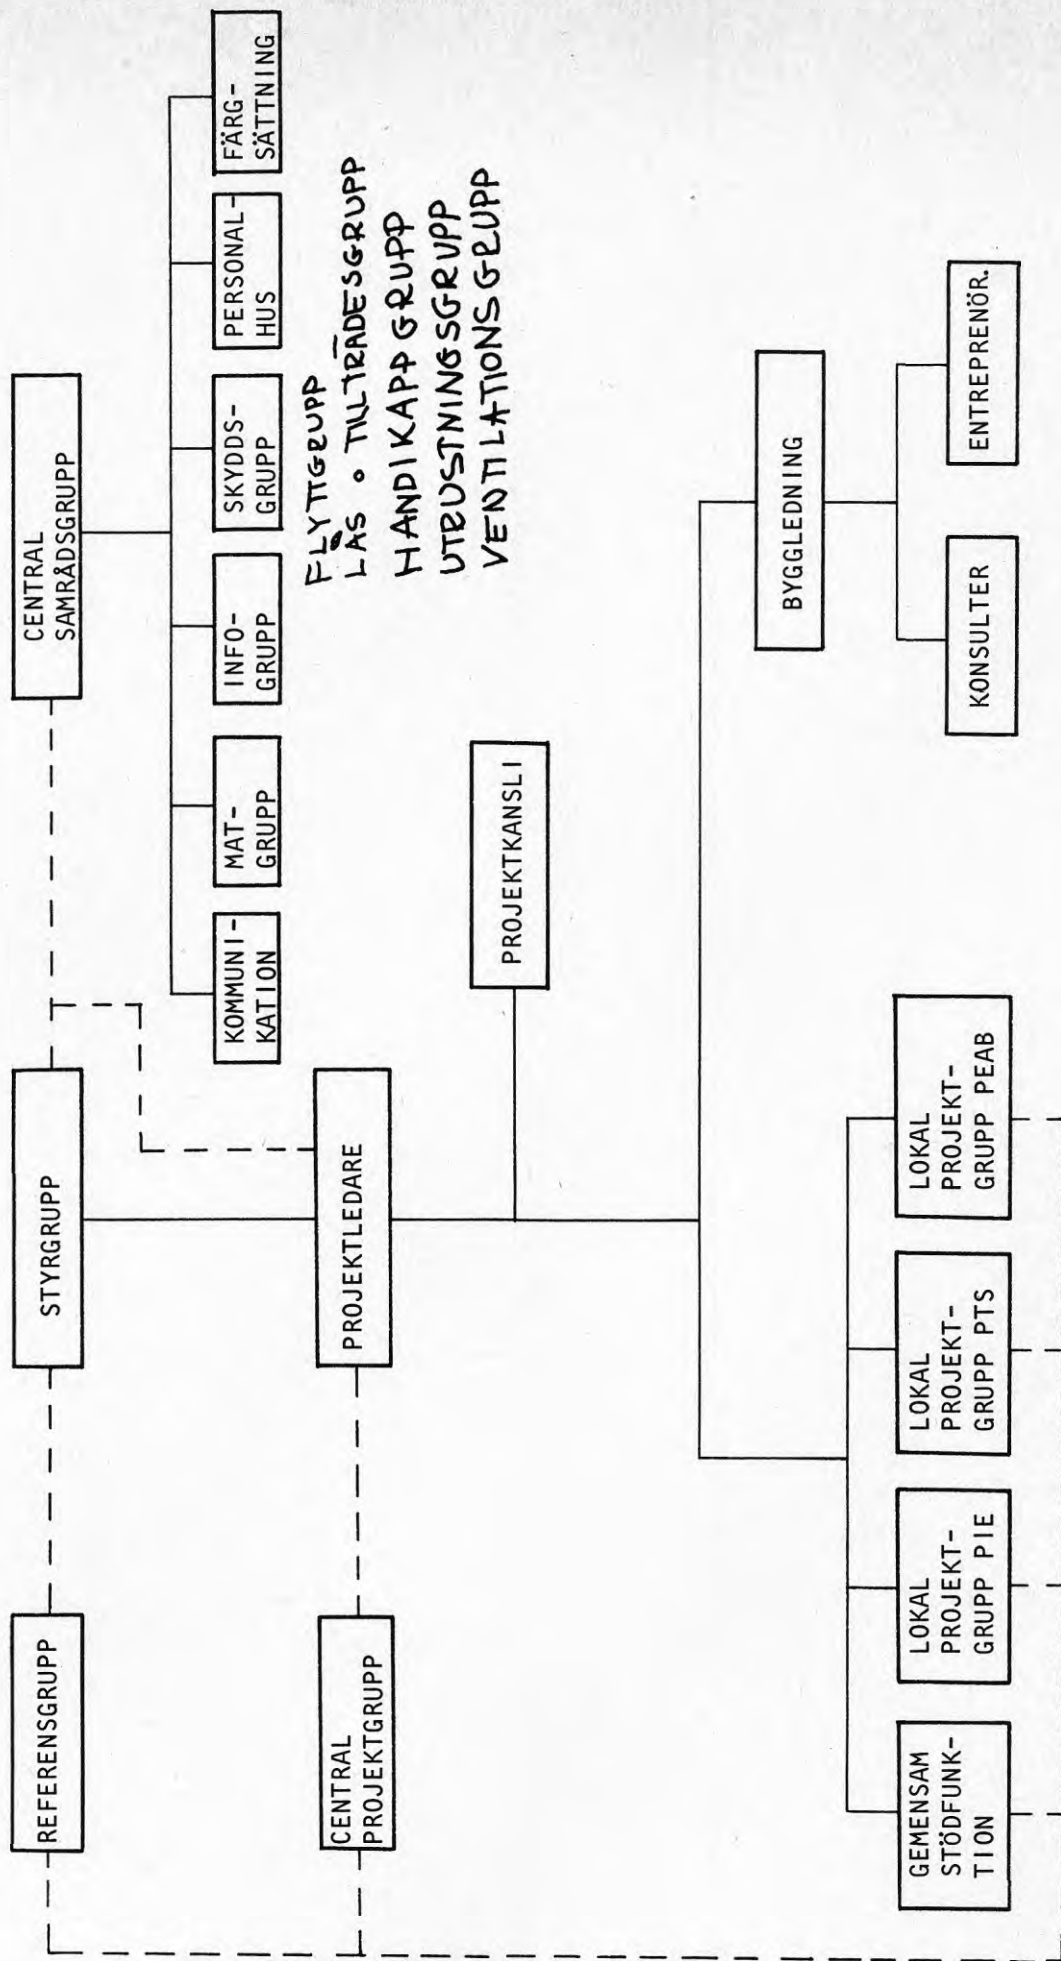 REFERENSGRUPP
STYRGRUPP
CENTRAL
SAMRÅDSGRUPP
KOMMUNI-
KATION
MAT-
GRUPP
INFO-
GRUPP
SKYDDS-
GRUPP
PERSONAL-
HUS
FÄRG-
SÄTTNING
FLYTTGRUPP
LÅS o TILLTRÄDESGRUPP
HANDIKAPPGRUPP
UTRUSTNINGSGRUPP
VENTILATIONSGRUPP
CENTRAL
PROJEKTGRUPP
PROJEKTLEDARE
PROJEKTKANSLI
BYGGLEDNING
GEMENSAM
STÖDFUNK-
TION
LOKAL
PROJEKT-
GRUPP PIE
LOKAL
PROJEKT-
GRUPP PTS
LOKAL
PROJEKT-
GRUPP PEAB
KONSULTER
ENTREPRENÖR.